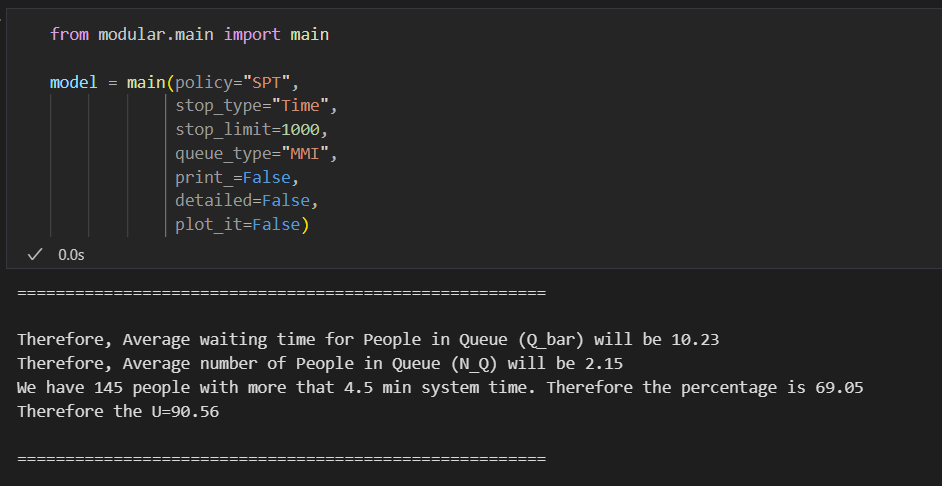 from modular.main import main
model = main(policy="SPT",
stop_type="Time",
stop_limit=1000,
queue_type="MMI",
print_=False,
detailed=False,
plot_it=False)
✓ 0.0s
=======================================================
Therefore, Average waiting time for People in Queue (Q_bar) will be 10.23
Therefore, Average number of People in Queue (N_Q) will be 2.15
We have 145 people with more that 4.5 min system time. Therefore the percentage is 69.05
Therefore the U=90.56
=======================================================